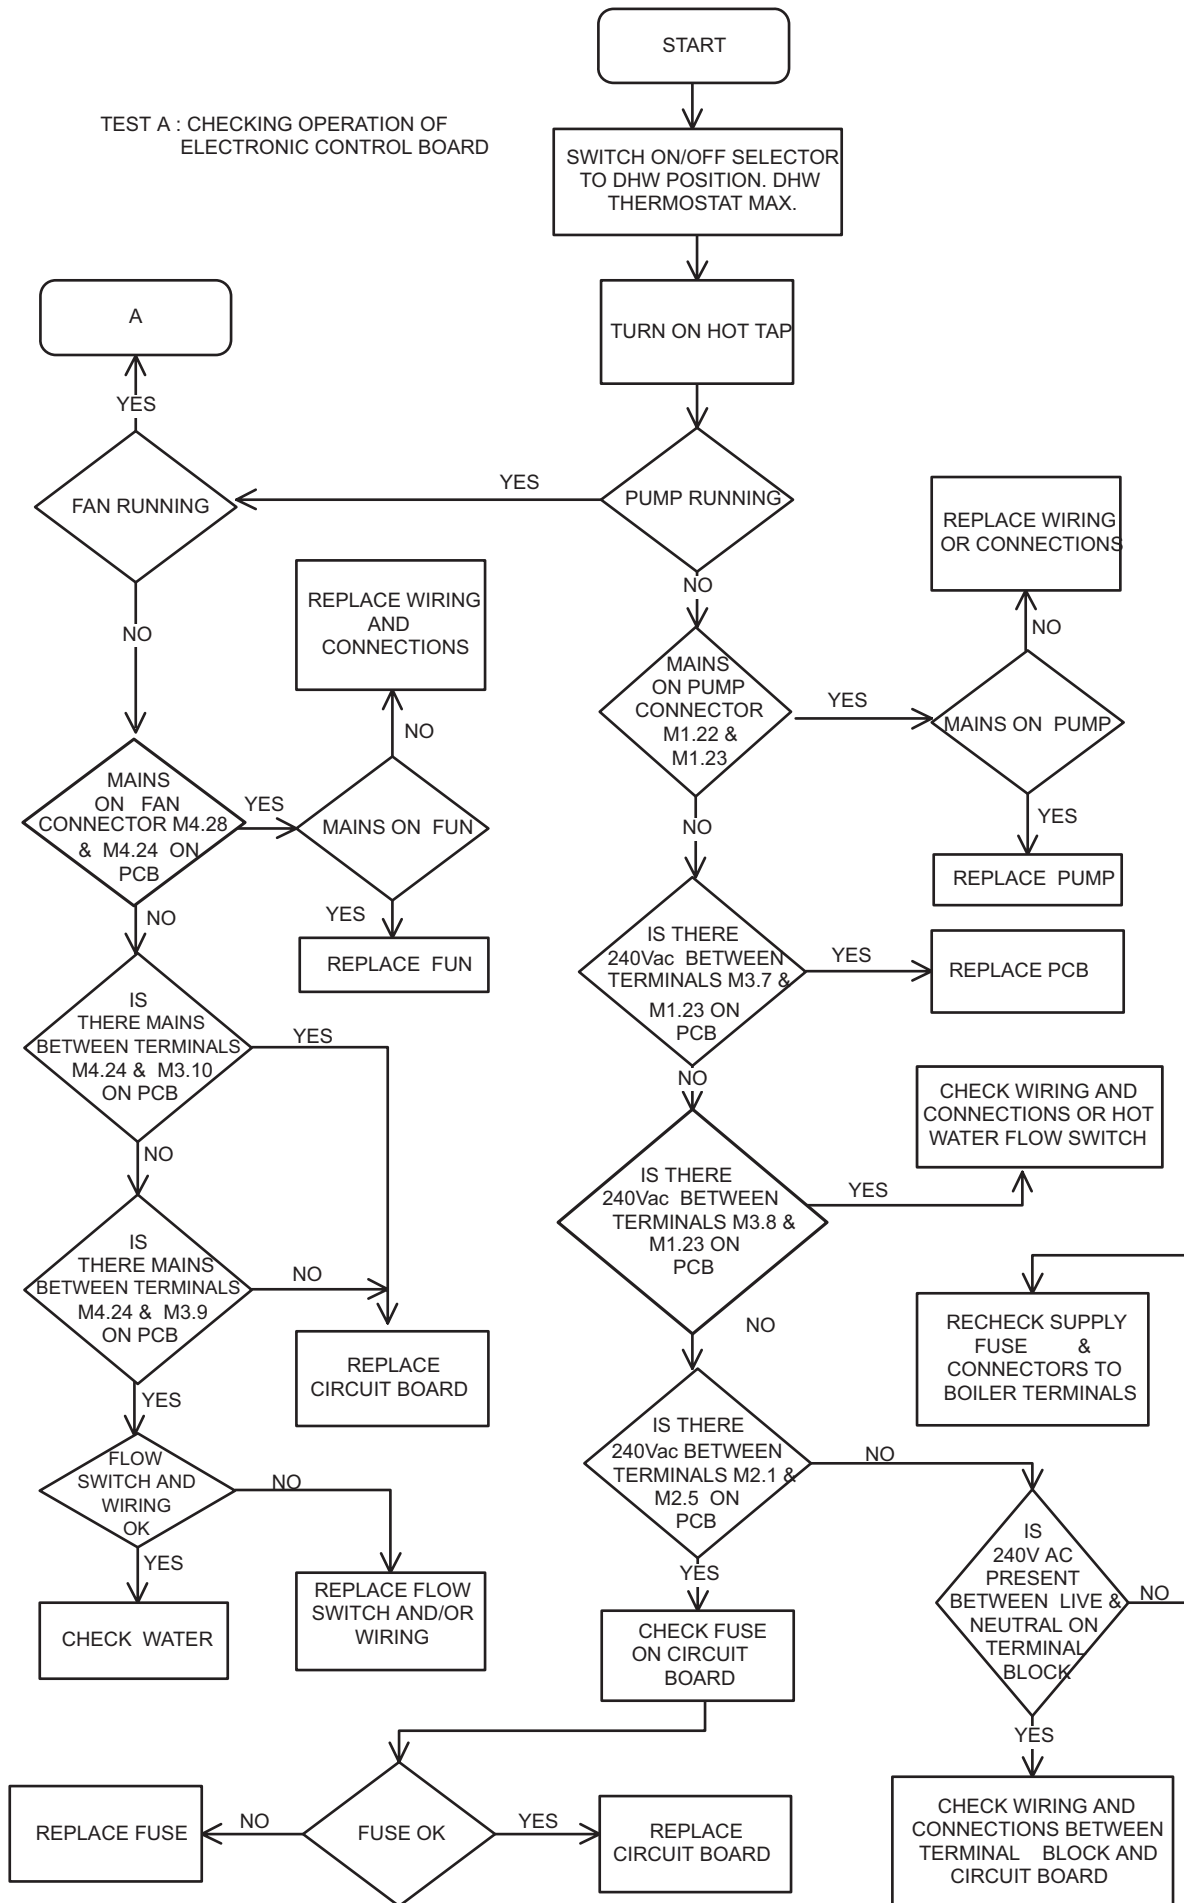 START
TEST A : CHECKING OPERATION OF
ELECTRONIC CONTROL BOARD
SWITCH ON/OFF SELECTOR
TO DHW POSITION. DHW
THERMOSTAT MAX.
TURN ON HOT TAP
A
YES
FAN RUNNING
YES
PUMP RUNNING
REPLACE WIRING
OR CONNECTIONS
NO
NO
NO
REPLACE WIRING
AND
CONNECTIONS
MAINS
ON PUMP
CONNECTOR
M1.22 &
M1.23
YES
MAINS ON PUMP
NO
YES
REPLACE PUMP
MAINS
ON FAN
CONNECTOR M4.28
& M4.24 ON
PCB
YES
MAINS ON FUN
NO
NO
YES
REPLACE FUN
IS THERE
240Vac BETWEEN
TERMINALS M3.7 &
M1.23 ON
PCB
YES
REPLACE PCB
IS
THERE MAINS
BETWEEN TERMINALS
M4.24 & M3.10
ON PCB
YES
NO
NO
CHECK WIRING AND
CONNECTIONS OR HOT
WATER FLOW SWITCH
IS THERE
240Vac BETWEEN
TERMINALS M3.8 &
M1.23 ON
PCB
YES
IS
THERE MAINS
BETWEEN TERMINALS
M4.24 & M3.9
ON PCB
NO
NO
REPLACE
CIRCUIT BOARD
RECHECK SUPPLY
FUSE &
CONNECTORS TO
BOILER TERMINALS
YES
IS THERE
240Vac BETWEEN
TERMINALS M2.1 &
M2.5 ON
PCB
NO
FLOW
SWITCH AND
WIRING
OK
NO
YES
YES
IS
240V AC
PRESENT
BETWEEN LIVE &
NEUTRAL ON
TERMINAL
BLOCK
NO
CHECK WATER
REPLACE FLOW
SWITCH AND/OR
WIRING
CHECK FUSE
ON CIRCUIT
BOARD
YES
REPLACE FUSE
NO
FUSE OK
YES
REPLACE
CIRCUIT BOARD
CHECK WIRING AND
CONNECTIONS BETWEEN
TERMINAL BLOCK AND
CIRCUIT BOARD